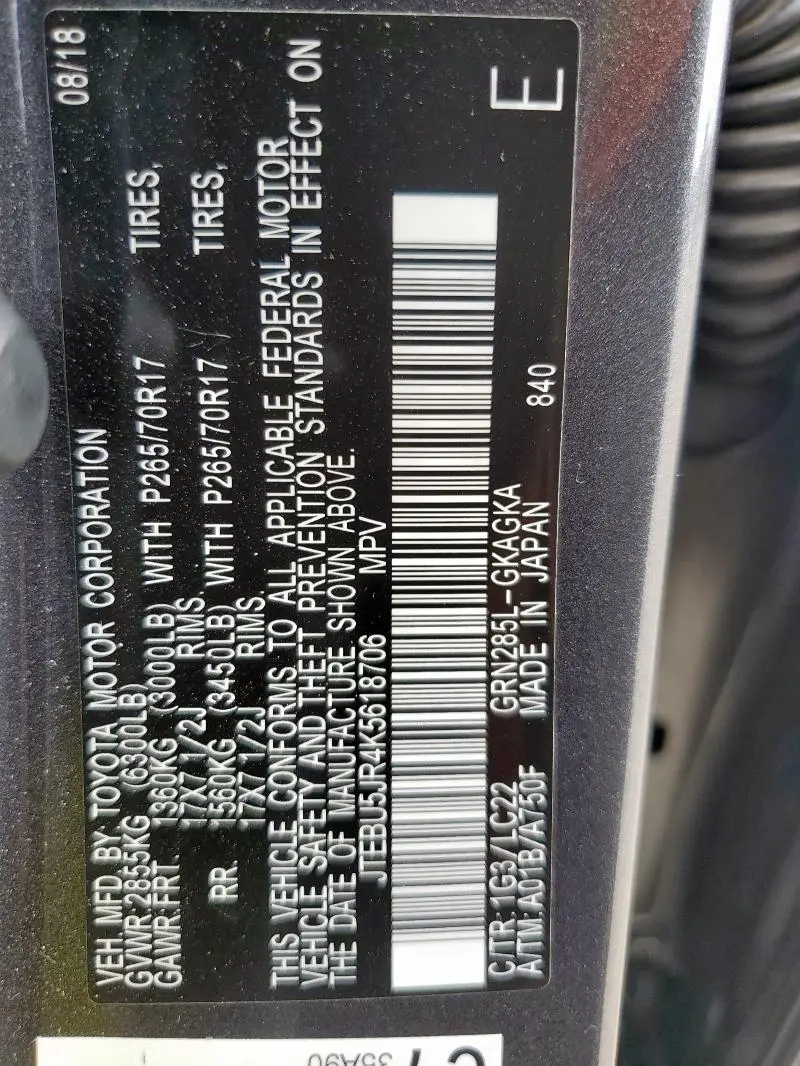 08/18
VEH. MFD. BY: TOYOTA MOTOR CORPORATION
GVWR:2855KG (6300LB)
GAWR:FRT. 1360KG (3000LB) WITH P265/70R17 TIRES,
17X7 1/2J RIMS.
RR. 1560KG (3450LB) WITH P265/70R17 TIRES,
17X7 1/2J RIMS.
THIS VEHICLE CONFORMS TO ALL APPLICABLE FEDERAL MOTOR
VEHICLE SAFETY AND THEFT PREVENTION STANDARDS IN EFFECT ON
THE DATE OF MANUFACTURE SHOWN ABOVE.
JTEBU5JR4K5618706 MPV
E
C/TR:1G3/LC22 GRN285L-GKAGKA 840
A/TM:A01B/A750F MADE IN JAPAN
35A90